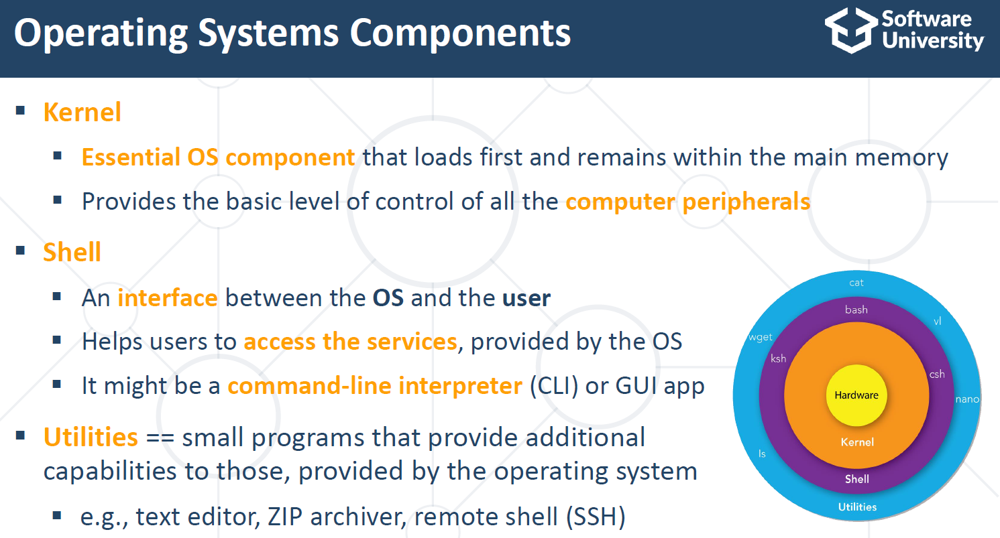 Operating Systems Components
Software
University
▪ Kernel
▪ Essential OS component that loads first and remains within the main memory
▪ Provides the basic level of control of all the computer peripherals
▪ Shell
▪ An interface between the OS and the user
▪ Helps users to access the services, provided by the OS
▪ It might be a command-line interpreter (CLI) or GUI app
▪ Utilities == small programs that provide additional
capabilities to those, provided by the operating system
▪ e.g., text editor, ZIP archiver, remote shell (SSH)
cat
bash
vl
wget
ksh
csh
Hardware
nano
Kernel
ls
Shell
Utilities